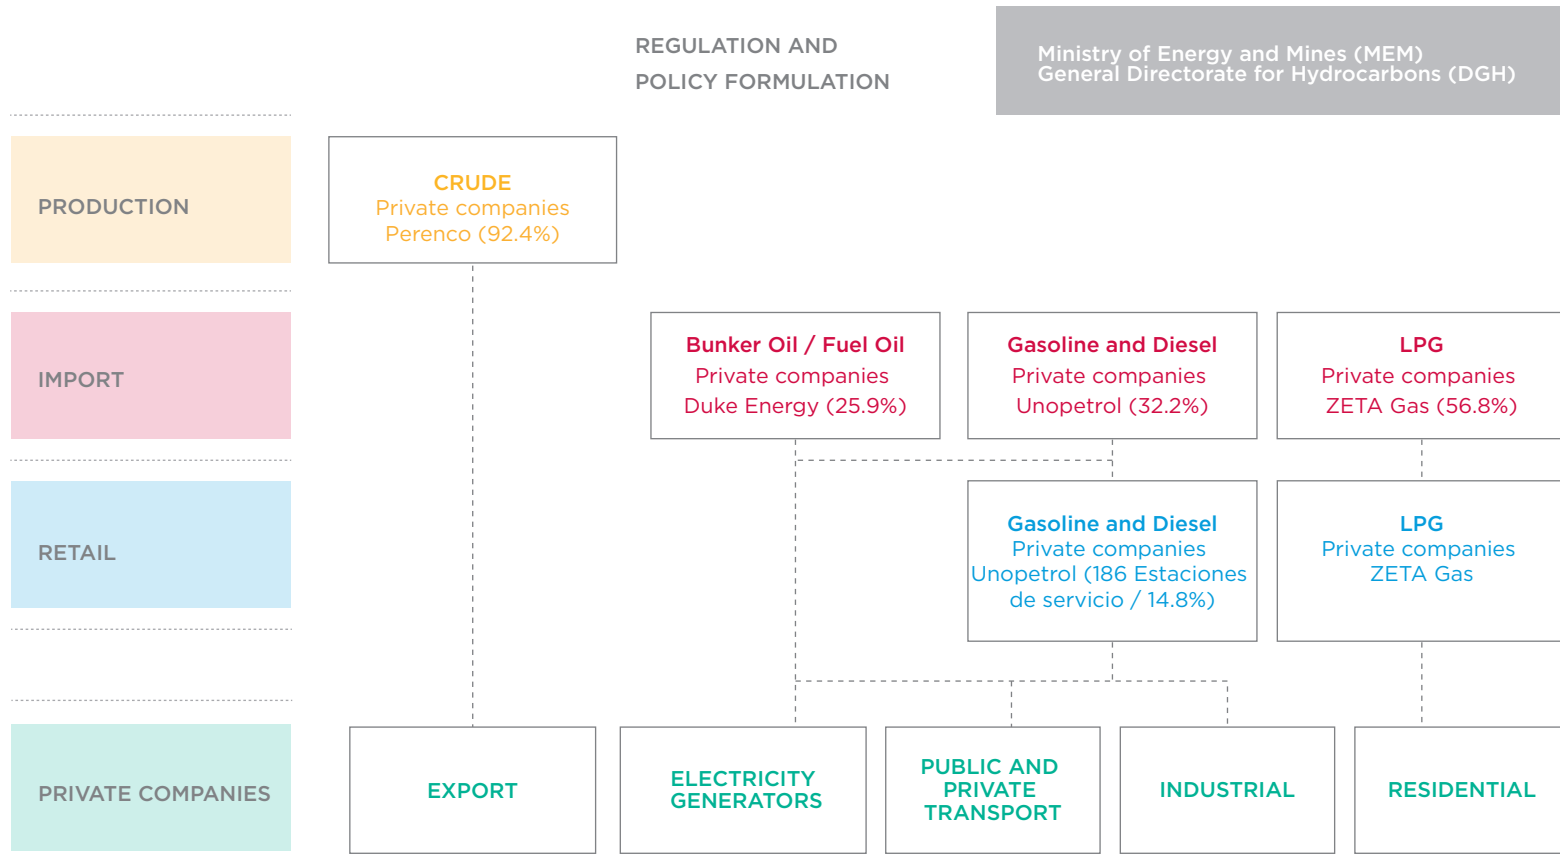 REGULATION AND
POLICY FORMULATION
Ministry of Energy and Mines (MEM)
General Directorate for Hydrocarbons (DGH)
PRODUCTION
CRUDE
Private companies
Perenco (92.4%)
IMPORT
Bunker Oil / Fuel Oil
Private companies
Duke Energy (25.9%)
Gasoline and Diesel
Private companies
Unopetrol (32.2%)
LPG
Private companies
ZETA Gas (56.8%)
RETAIL
Gasoline and Diesel
Private companies
Unopetrol (186 Estaciones
de servicio / 14.8%)
LPG
Private companies
ZETA Gas
PRIVATE COMPANIES
EXPORT
ELECTRICITY
GENERATORS
PUBLIC AND
PRIVATE
TRANSPORT
INDUSTRIAL
RESIDENTIAL